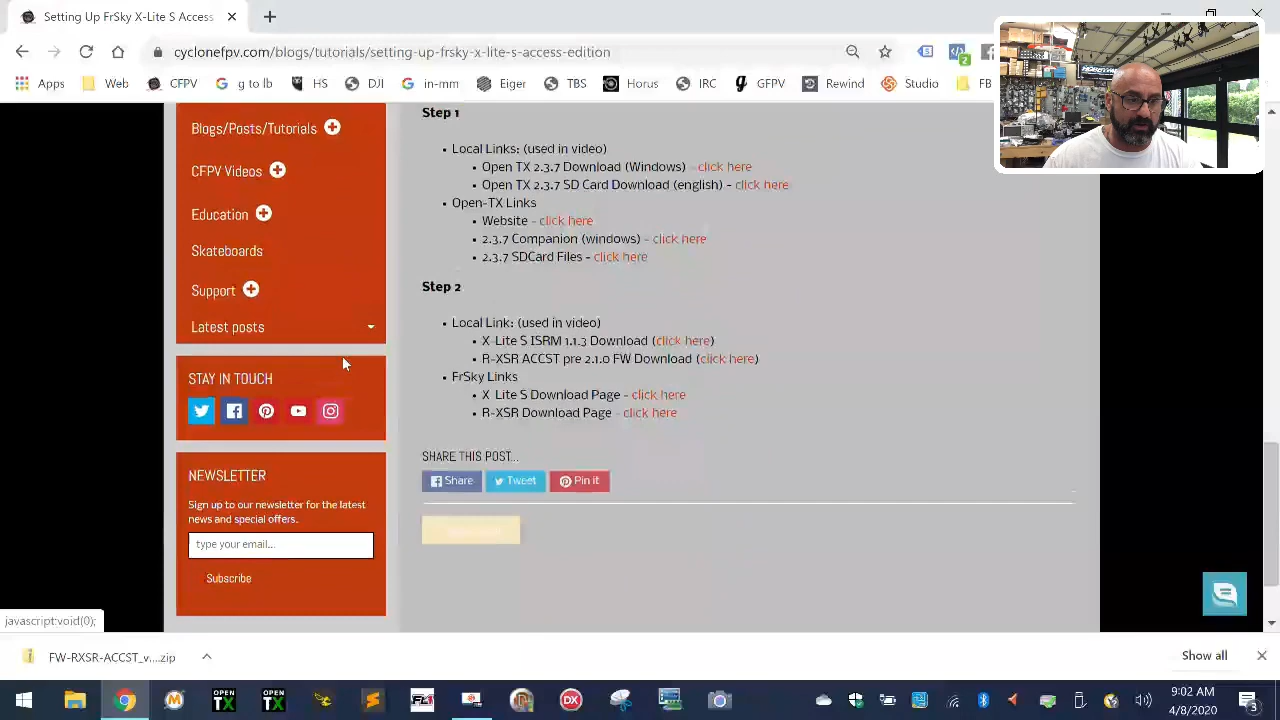 Setting Up FrSky X-Lite S Access
cyclonefpv.com/blogs/tutorials/setting-up-frsky-x-lite-s-access-edition
Apps
Web
CFPV
g to lb
n-mm
TBS
IRC
GFPV
Rewind
Studio
FB
2
Blogs/Posts/Tutorials
CFPV Videos
Education
Skateboards
Support
Latest posts
STAY IN TOUCH
NEWSLETTER
Sign up to our newsletter for the latest
news and special offers.
type your email...
Subscribe
Step 1
Local Links: (used in video)
Open TX 2.3.7 Download (Windows) - click here
Open TX 2.3.7 SD Card Download (english) - click here
Open-TX Links
Website - click here
2.3.7 Companion (windows) - click here
2.3.7 SDCard Files - click here
Step 2
Local Link: (used in video)
X-Lite S ISRM 1.1.3 Download (click here)
R-XSR ACCST pre 2.1.0 FW Download (click here)
FrSky Links
X Lite S Download Page - click here
R-XSR Download Page - click here
SHARE THIS POST...
Share
Tweet
Pin it
javascript:void(0);
FW-RXSR-ACCST_v....zip
Show all
OPEN
TX
OPEN
TX
DX
9:02 AM
4/8/2020
3